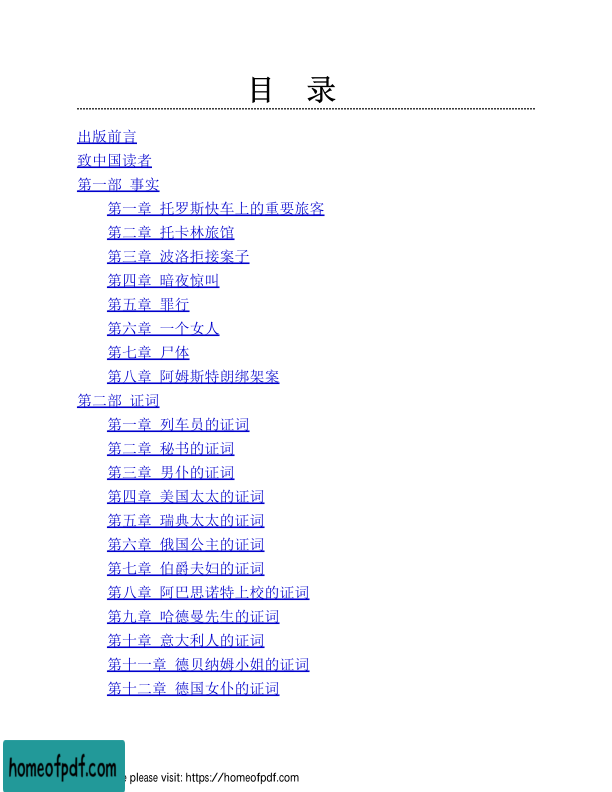 目 录
出版前言
致中国读者
第一部 事实
第一章 托罗斯快车上的重要旅客
第二章 托卡林旅馆
第三章 波洛拒接案子
第四章 暗夜惊叫
第五章 罪行
第六章 一个女人
第七章 尸体
第八章 阿姆斯特朗绑架案
第二部 证词
第一章 列车员的证词
第二章 秘书的证词
第三章 男仆的证词
第四章 美国太太的证词
第五章 瑞典太太的证词
第六章 俄国公主的证词
第七章 伯爵夫妇的证词
第八章 阿巴思诺特上校的证词
第九章 哈德曼先生的证词
第十章 意大利人的证词
第十一章 德贝纳姆小姐的证词
第十二章 德国女仆的证词
homeofpdf.com
please visit: https://homeofpdf.com